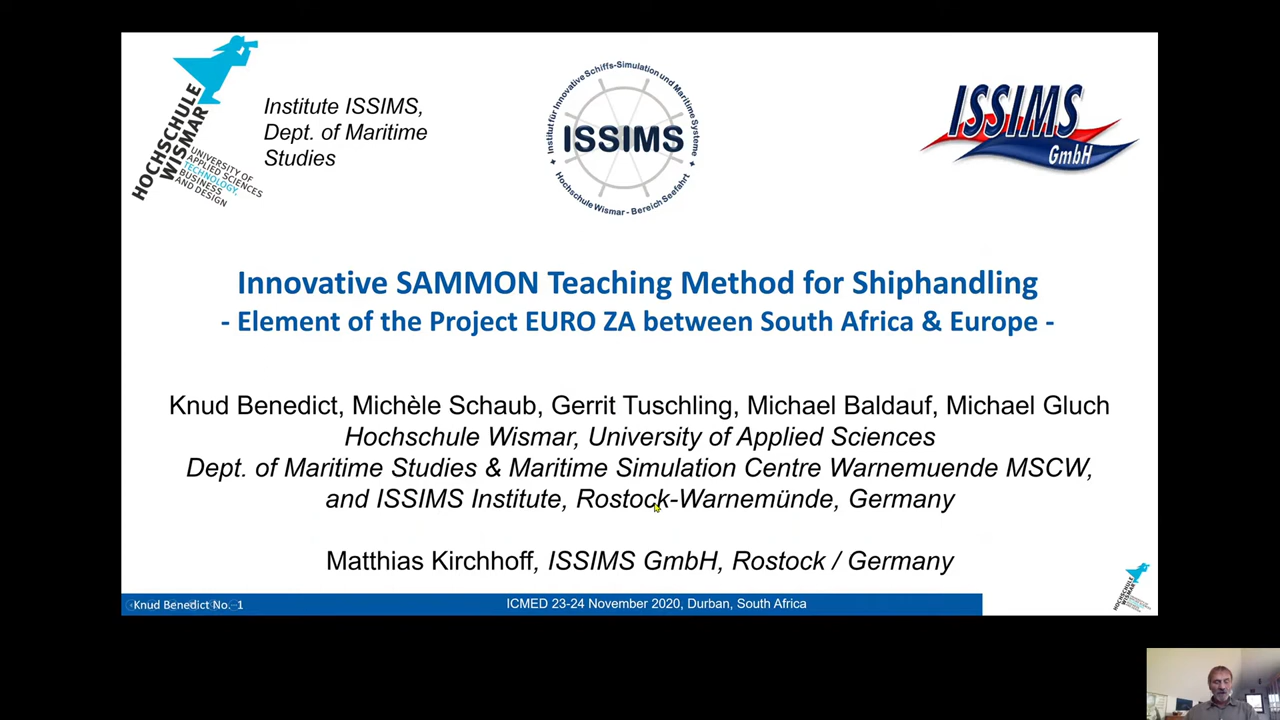 HOCHSCHULE
WISMAR
UNIVERSITY OF
APPLIED SCIENCES
TECHNOLOGY,
BUSINESS
AND DESIGN
Institute ISSIMS,
Dept. of Maritime
Studies
Institut für Innovative Schiffs-Simulation und Maritime Systeme
ISSIMS
Hochschule Wismar - Bereich Seefahrt
ISSIMS
GmbH
Innovative SAMMON Teaching Method for Shiphandling
- Element of the Project EURO ZA between South Africa & Europe -
Knud Benedict, Michèle Schaub, Gerrit Tuschling, Michael Baldauf, Michael Gluch
Hochschule Wismar, University of Applied Sciences
Dept. of Maritime Studies & Maritime Simulation Centre Warnemuende MSCW,
and ISSIMS Institute, Rostock-Warnemünde, Germany
Matthias Kirchhoff, ISSIMS GmbH, Rostock / Germany
Knud Benedict No. 1
ICMED 23-24 November 2020, Durban, South Africa
HOCHSCHULE
WISMAR